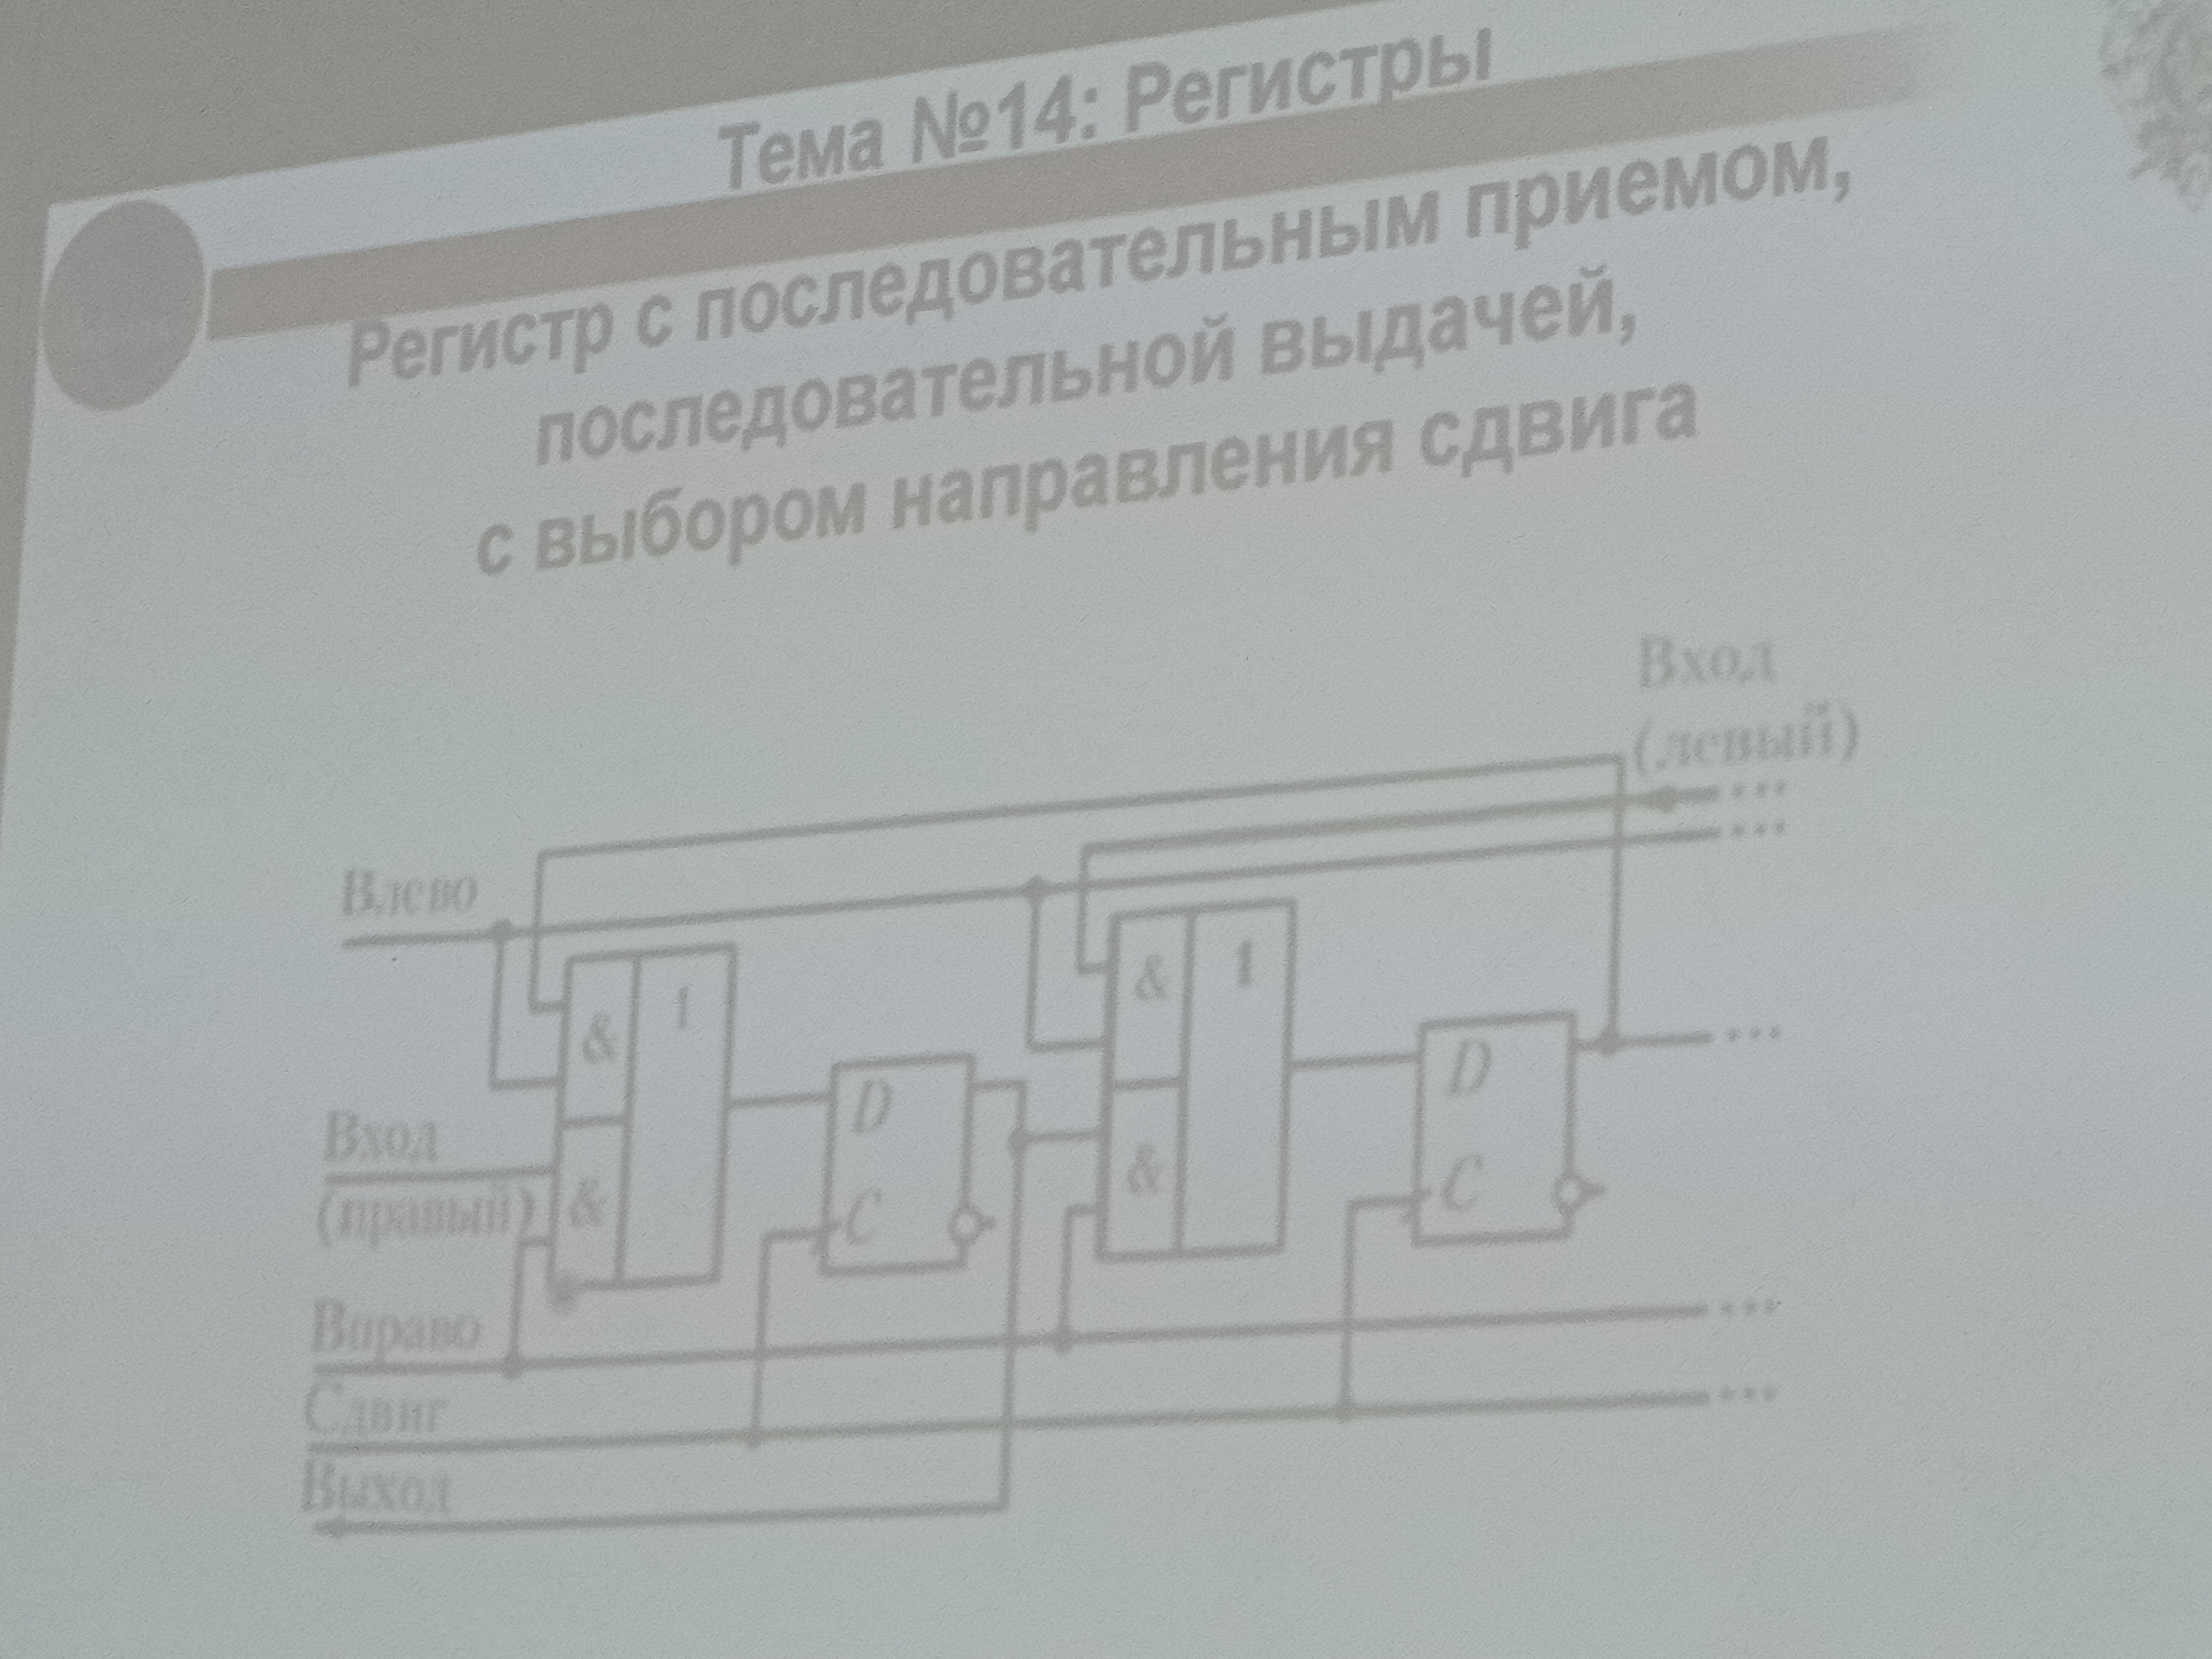 Тема №14: Регистры
Регистр с последовательным приемом,
последовательной выдачей,
с выбором направления сдвига
Вход
(левый)
Влево
& 1
& 1
D
D
Вход
(правый)
&
&
C
C
Вправо
Сдвиг
Выход